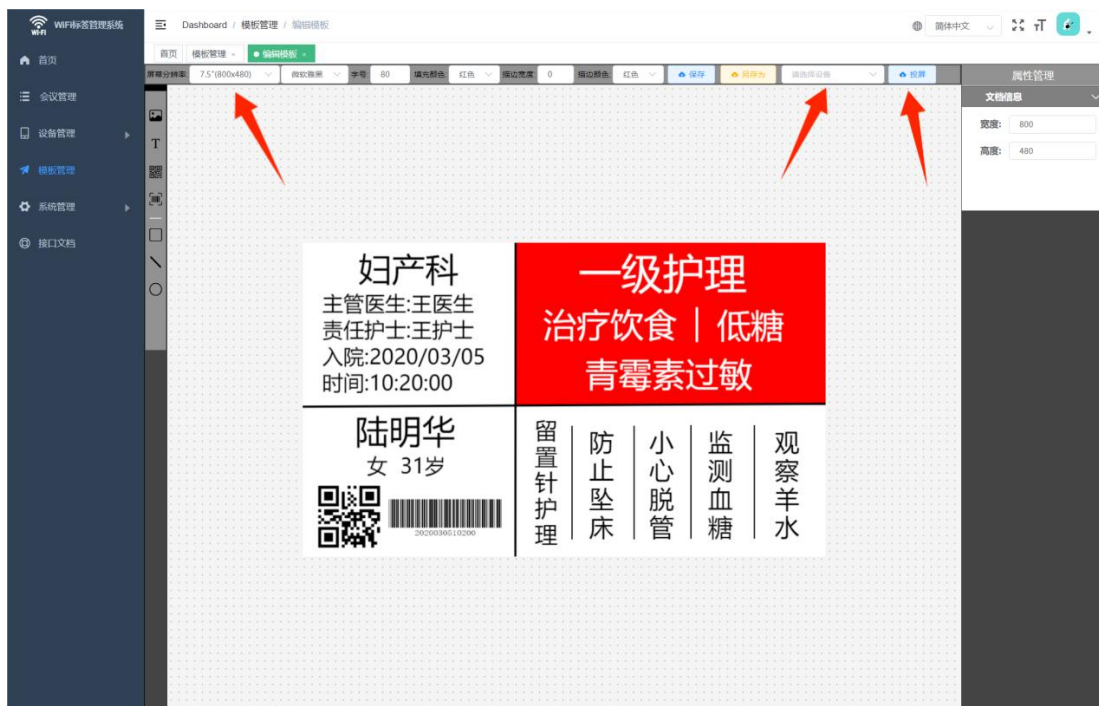 WI-FI
WIFI标签管理系统
Dashboard / 模板管理 / 编辑模板
简体中文
тT
首页
模板管理 ×
编辑模板 ×
首页
会议管理
设备管理
模板管理
系统管理
接口文档
屏幕分辨率: 7.5"(800x480) 微软雅黑 字号: 80 填充颜色: 红色 描边宽度: 0 描边颜色: 红色 保存 另存为 请选择设备 投屏
属性管理
文档信息
宽度: 800
高度: 480
T
妇产科
主管医生:王医生
责任护士:王护士
入院:2020/03/05
时间:10:20:00
一级护理
治疗饮食｜低糖
青霉素过敏
陆明华
女 31岁
2020030510200
留置针护理
防止坠床
小心脱管
监测血糖
观察羊水